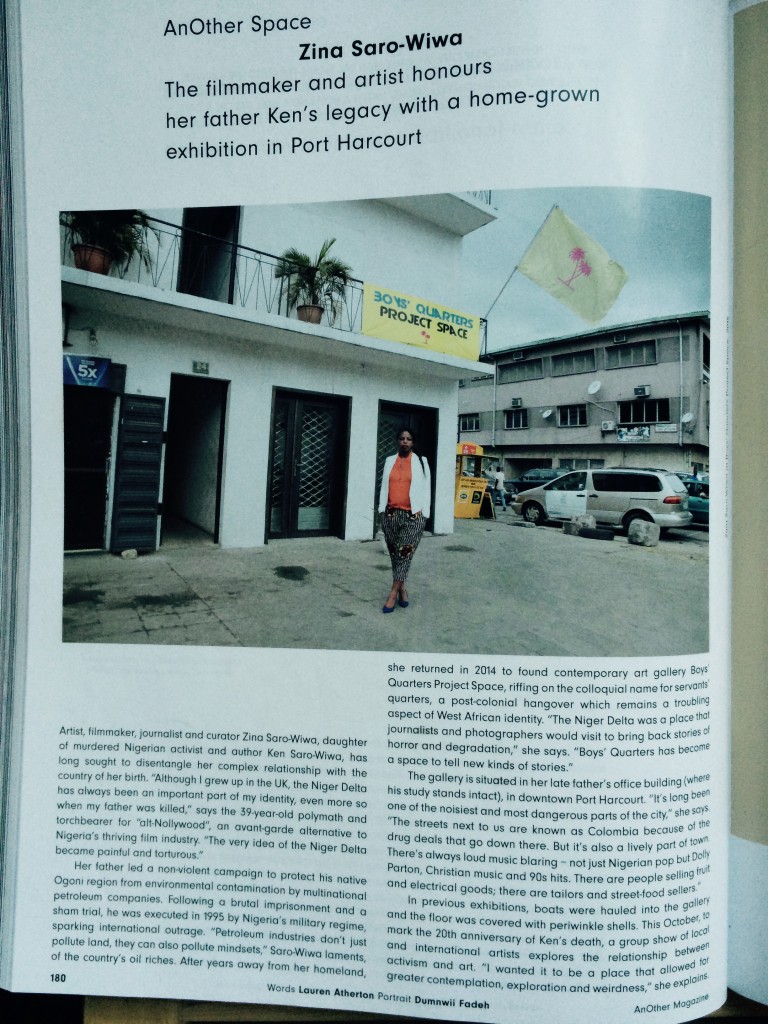 AnOther Space
Zina Saro-Wiwa
The filmmaker and artist honours
her father Ken's legacy with a home-grown
exhibition in Port Harcourt
BOYS' QUARTERS
PROJECT SPACE
5x
24
Artist, filmmaker, journalist and curator Zina Saro-Wiwa, daughter
of murdered Nigerian activist and author Ken Saro-Wiwa, has
long sought to disentangle her complex relationship with the
country of her birth. "Although I grew up in the UK, the Niger Delta
has always been an important part of my identity, even more so
when my father was killed," says the 39-year-old polymath and
torchbearer for "alt-Nollywood", an avant-garde alternative to
Nigeria's thriving film industry. "The very idea of the Niger Delta
became painful and torturous."
Her father led a non-violent campaign to protect his native
Ogoni region from environmental contamination by multinational
petroleum companies. Following a brutal imprisonment and a
sham trial, he was executed in 1995 by Nigeria's military regime,
sparking international outrage. "Petroleum industries don't just
pollute land, they can also pollute mindsets," Saro-Wiwa laments,
of the country's oil riches. After years away from her homeland,
she returned in 2014 to found contemporary art gallery Boys'
Quarters Project Space, riffing on the colloquial name for servants'
quarters, a post-colonial hangover which remains a troubling
aspect of West African identity. "The Niger Delta was a place that
journalists and photographers would visit to bring back stories of
horror and degradation," she says. "Boys' Quarters has become
a space to tell new kinds of stories."
The gallery is situated in her late father's office building (where
his study stands intact), in downtown Port Harcourt. "It's long been
one of the noisiest and most dangerous parts of the city," she says.
"The streets next to us are known as Colombia because of the
drug deals that go down there. But it's also a lively part of town.
There's always loud music blaring – not just Nigerian pop but Dolly
Parton, Christian music and 90s hits. There are people selling fruit
and electrical goods; there are tailors and street-food sellers."
In previous exhibitions, boats were hauled into the gallery
and the floor was covered with periwinkle shells. This October, to
mark the 20th anniversary of Ken's death, a group show of local
and international artists explores the relationship between
activism and art. "I wanted it to be a place that allowed for
greater contemplation, exploration and weirdness," she explains.
180
Words Lauren Atherton Portrait Dumnwii Fadeh
AnOther Magazine